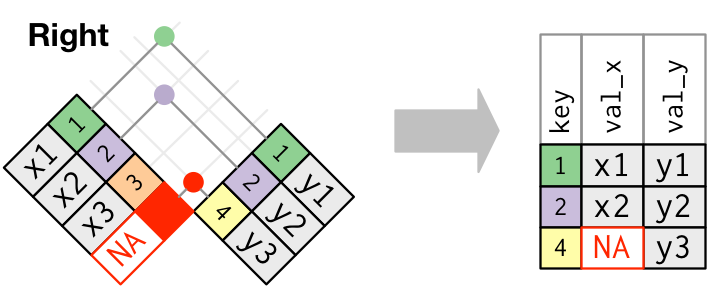 Right
1 x1
2 x2
3 x3
NA
1 y1
2 y2
4 y3
key val_x val_y
1 x1 y1
2 x2 y2
4 NA y3